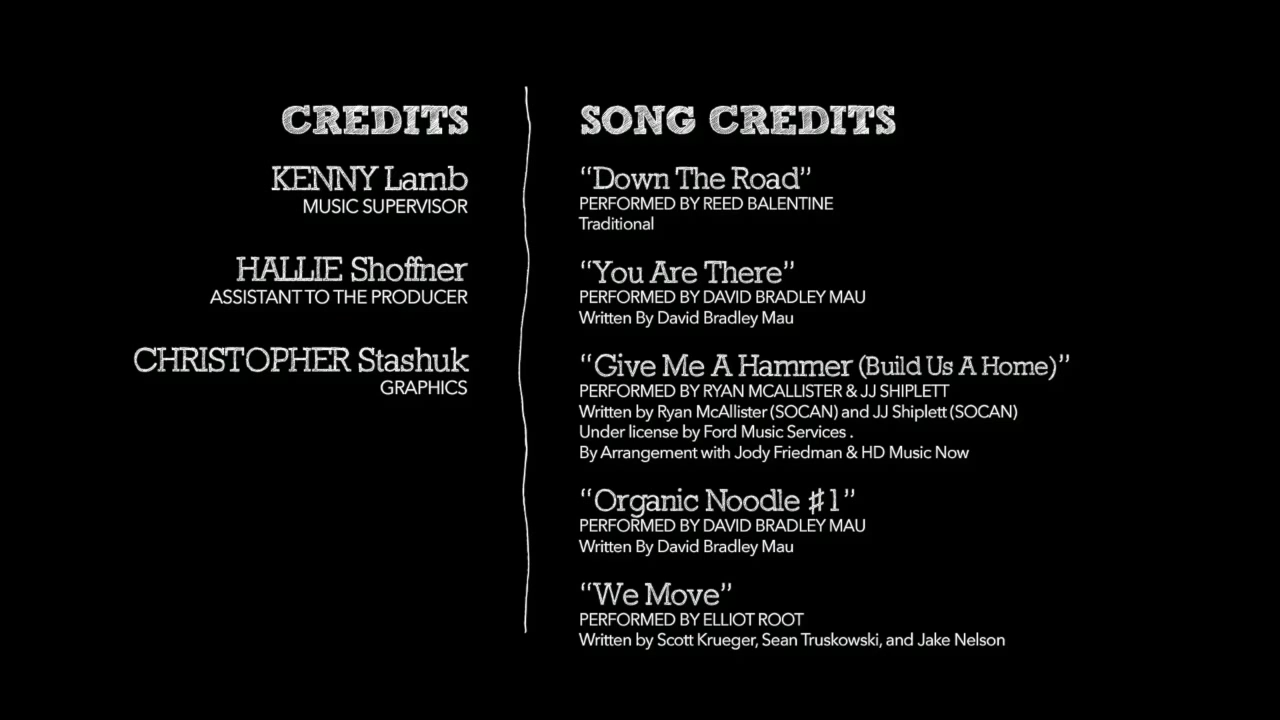 CREDITS
KENNY Lamb
MUSIC SUPERVISOR
HALLIE Shoffner
ASSISTANT TO THE PRODUCER
CHRISTOPHER Stashuk
GRAPHICS
SONG CREDITS
“Down The Road”
PERFORMED BY REED BALENTINE
Traditional
“You Are There”
PERFORMED BY DAVID BRADLEY MAU
Written By David Bradley Mau
“Give Me A Hammer (Build Us A Home)”
PERFORMED BY RYAN MCALLISTER & JJ SHIPLETT
Written by Ryan McAllister (SOCAN) and JJ Shiplett (SOCAN)
Under license by Ford Music Services .
By Arrangement with Jody Friedman & HD Music Now
“Organic Noodle #1”
PERFORMED BY DAVID BRADLEY MAU
Written By David Bradley Mau
“We Move”
PERFORMED BY ELLIOT ROOT
Written by Scott Krueger, Sean Truskowski, and Jake Nelson